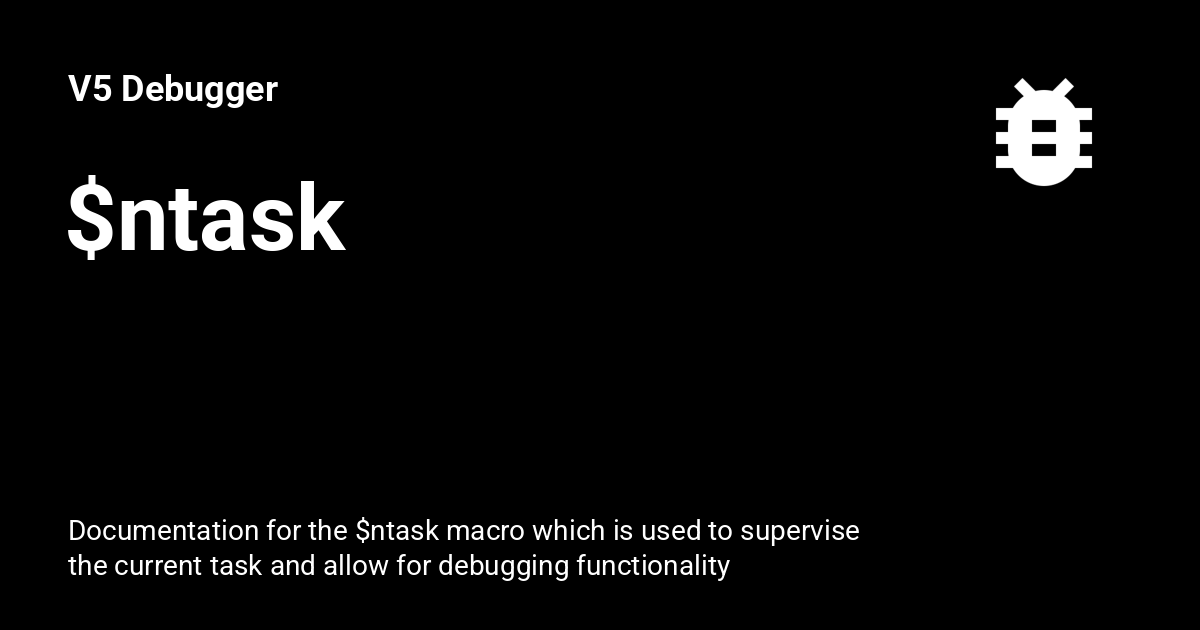 V5 Debugger
$ntask
Documentation for the $ntask macro which is used to supervise
the current task and allow for debugging functionality